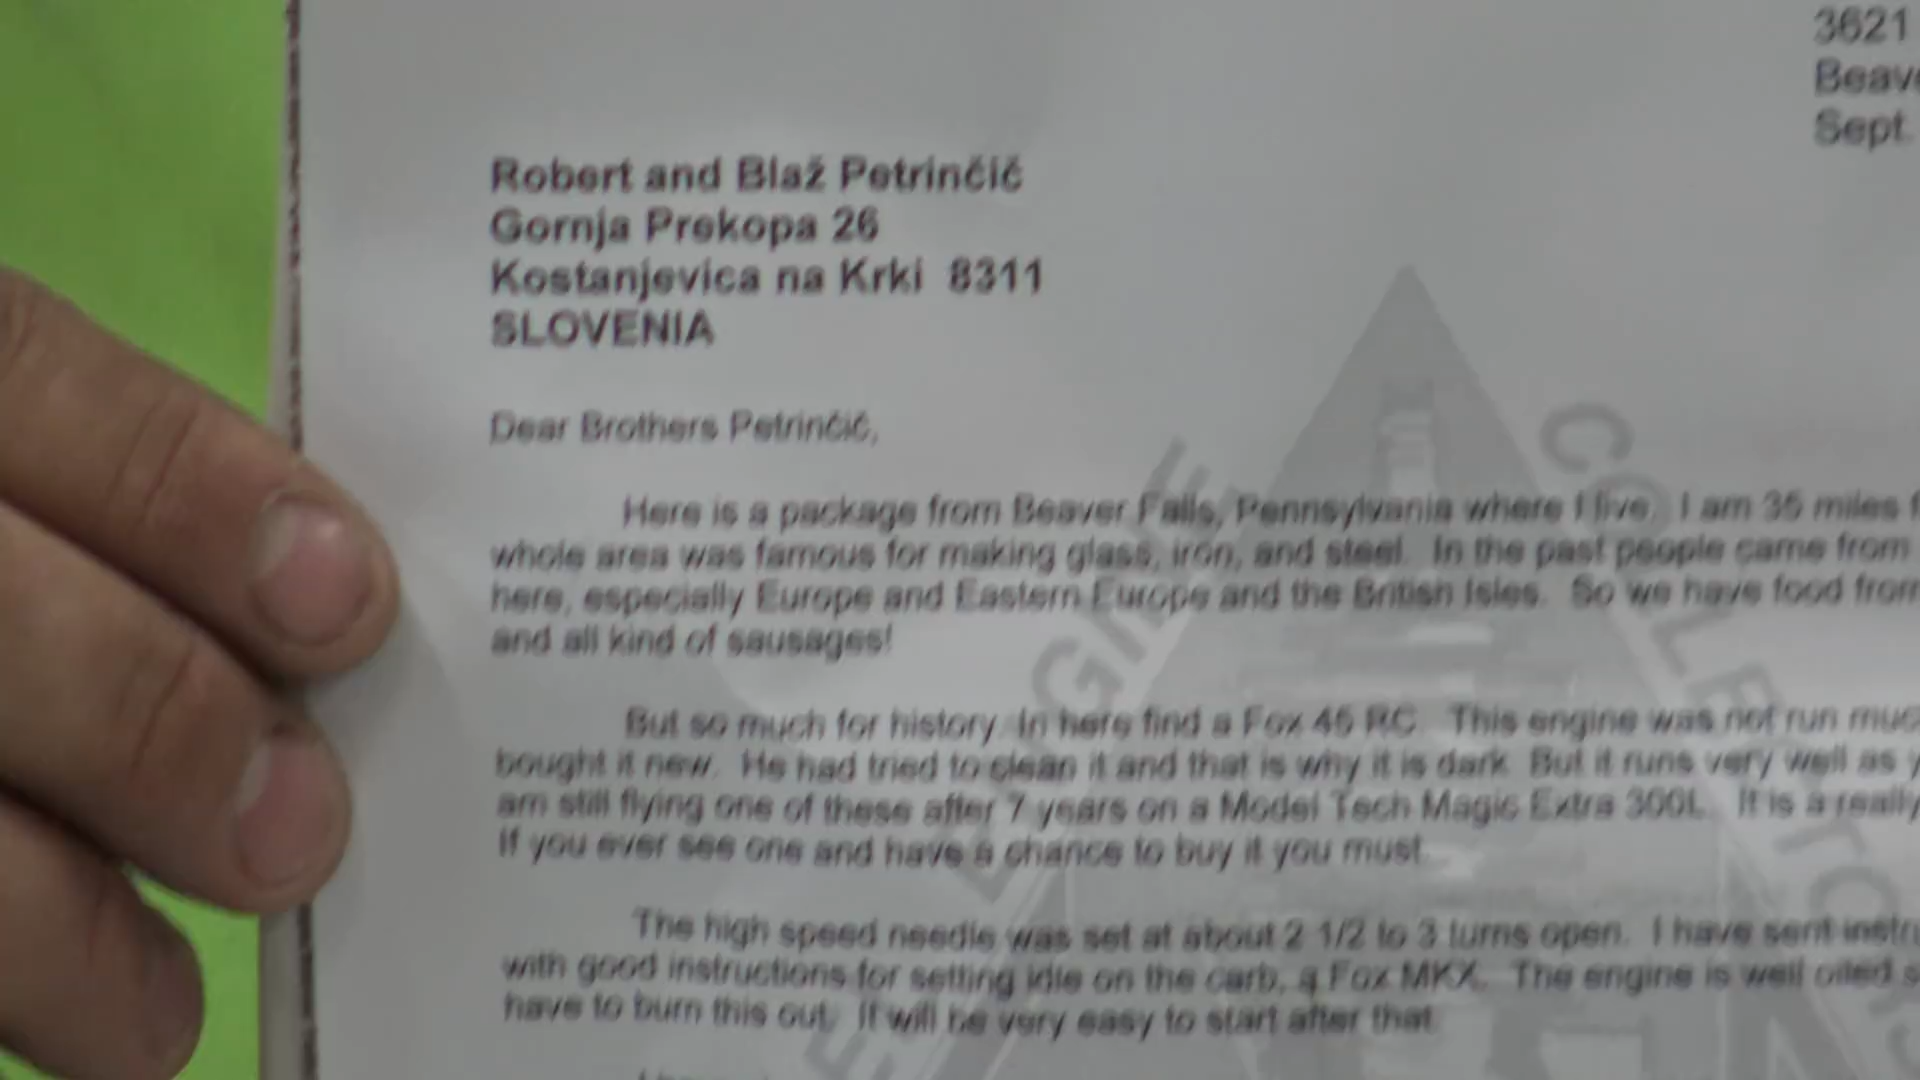 3621
Beave
Sept.
Robert and Blaž Petrinčič
Gornja Prekopa 26
Kostanjevica na Krki 8311
SLOVENIA
Dear Brothers Petrinčič,
Here is a package from Beaver Falls, Pennsylvania where I live. I am 35 miles f
whole area was famous for making glass, iron, and steel. In the past people came from
here, especially Europe and Eastern Europe and the British Isles. So we have food from
and all kind of sausages!
But so much for history. In here find a Fox 45 RC. This engine was not run muc
bought it new. He had tried to clean it and that is why it is dark. But it runs very well as y
am still flying one of these after 7 years on a Model Tech Magic Extra 300L. It is a really
If you ever see one and have a chance to buy it you must.
The high speed needle was set at about 2 1/2 to 3 turns open. I have sent instru
with good instructions for setting idle on the carb, a Fox MKX. The engine is well oiled s
have to burn this out. It will be very easy to start after that.
ENGINE COLLECTORS